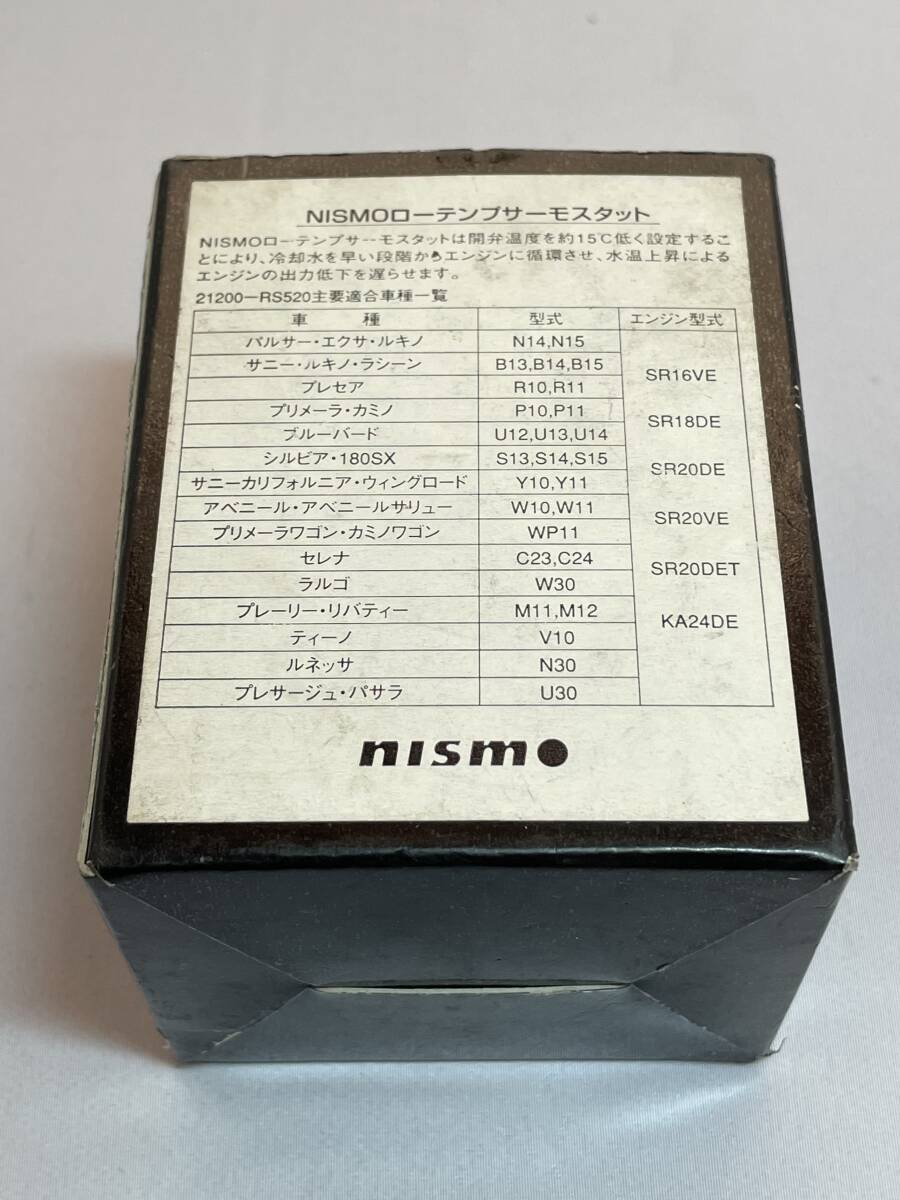 NISMOローテンプサーモスタット
NISMOローテンプサーモスタットは開弁温度を約15℃低く設定するこ
とにより、冷却水を早い段階からエンジンに循環させ、水温上昇による
エンジンの出力低下を遅らせます。
21200－RS520主要適合車種一覧
車種 型式 エンジン型式
パルサー・エクサ・ルキノ N14,N15
サニー・ルキノ・ラシーン B13,B14,B15
SR16VE
プレセア R10,R11
プリメーラ・カミノ P10,P11
SR18DE
ブルーバード U12,U13,U14
シルビア・180SX S13,S14,S15
SR20DE
サニーカリフォルニア・ウィングロード Y10,Y11
アベニール・アベニールサリュー W10,W11
SR20VE
プリメーラワゴン・カミノワゴン WP11
セレナ C23,C24
SR20DET
ラルゴ W30
プレーリー・リバティー M11,M12
KA24DE
ティーノ V10
ルネッサ N30
プレサージュ・バサラ U30
nismo